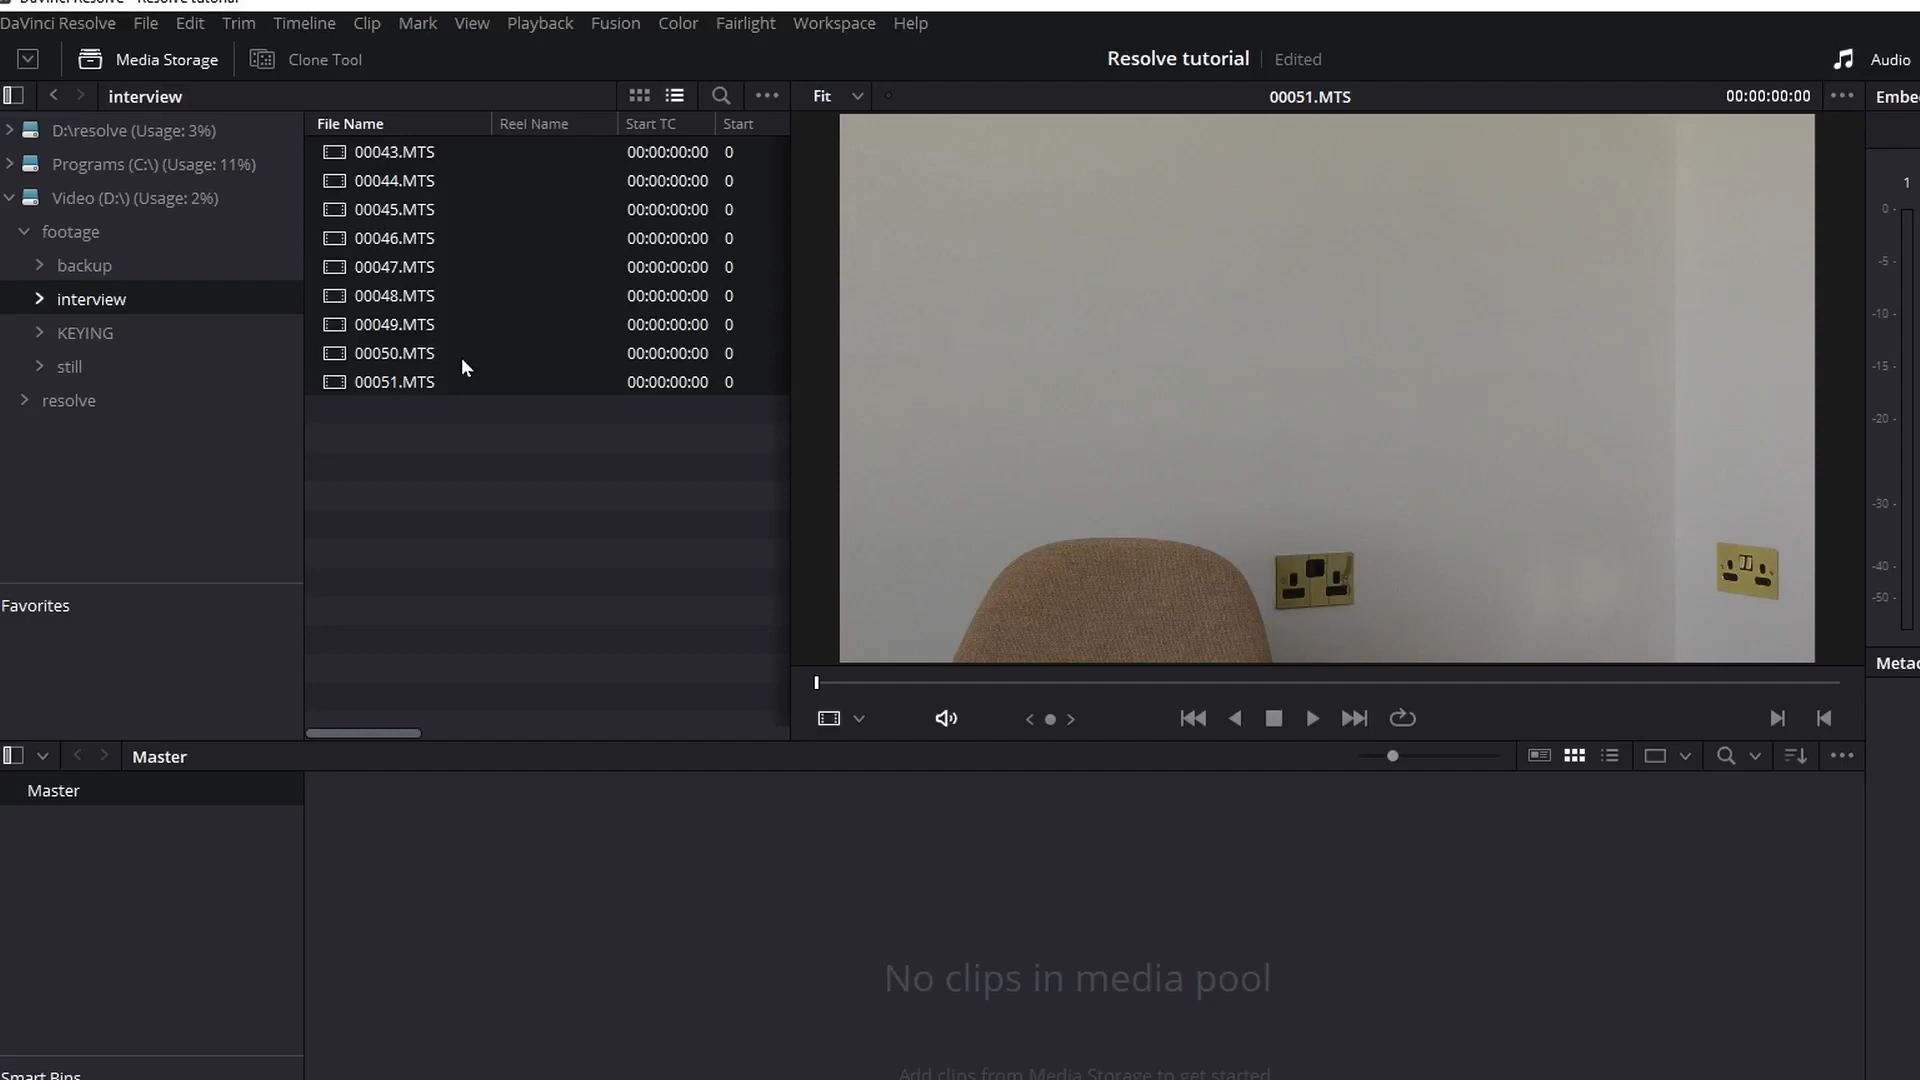 DaVinci Resolve - Resolve tutorial
DaVinci Resolve File Edit Trim Timeline Clip Mark View Playback Fusion Color Fairlight Workspace Help
Media Storage Clone Tool Resolve tutorial Edited Audio
interview Fit 00051.MTS 00:00:00:00 Embe
D:\resolve (Usage: 3%)
Programs (C:\) (Usage: 11%)
Video (D:\) (Usage: 2%)
footage
backup
interview
KEYING
still
resolve
Favorites
File Name Reel Name Start TC Start
00043.MTS 00:00:00:00 0
00044.MTS 00:00:00:00 0
00045.MTS 00:00:00:00 0
00046.MTS 00:00:00:00 0
00047.MTS 00:00:00:00 0
00048.MTS 00:00:00:00 0
00049.MTS 00:00:00:00 0
00050.MTS 00:00:00:00 0
00051.MTS 00:00:00:00 0
1
0
-5
-10
-15
-20
-30
-40
-50
Metac
Master
Master
No clips in media pool
Add clips from Media Storage to get started
Smart Bins